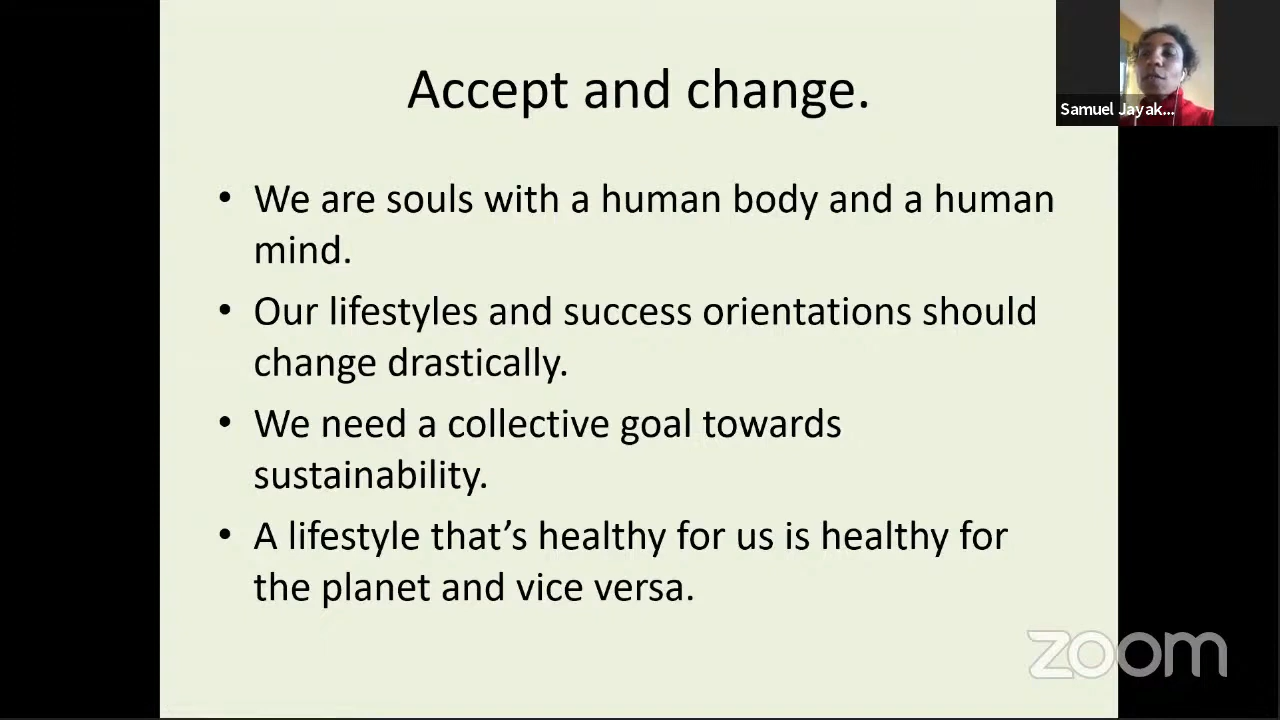 Accept and change.
Samuel Jayak...
• We are souls with a human body and a human
mind.
• Our lifestyles and success orientations should
change drastically.
• We need a collective goal towards
sustainability.
• A lifestyle that’s healthy for us is healthy for
the planet and vice versa.
zoom